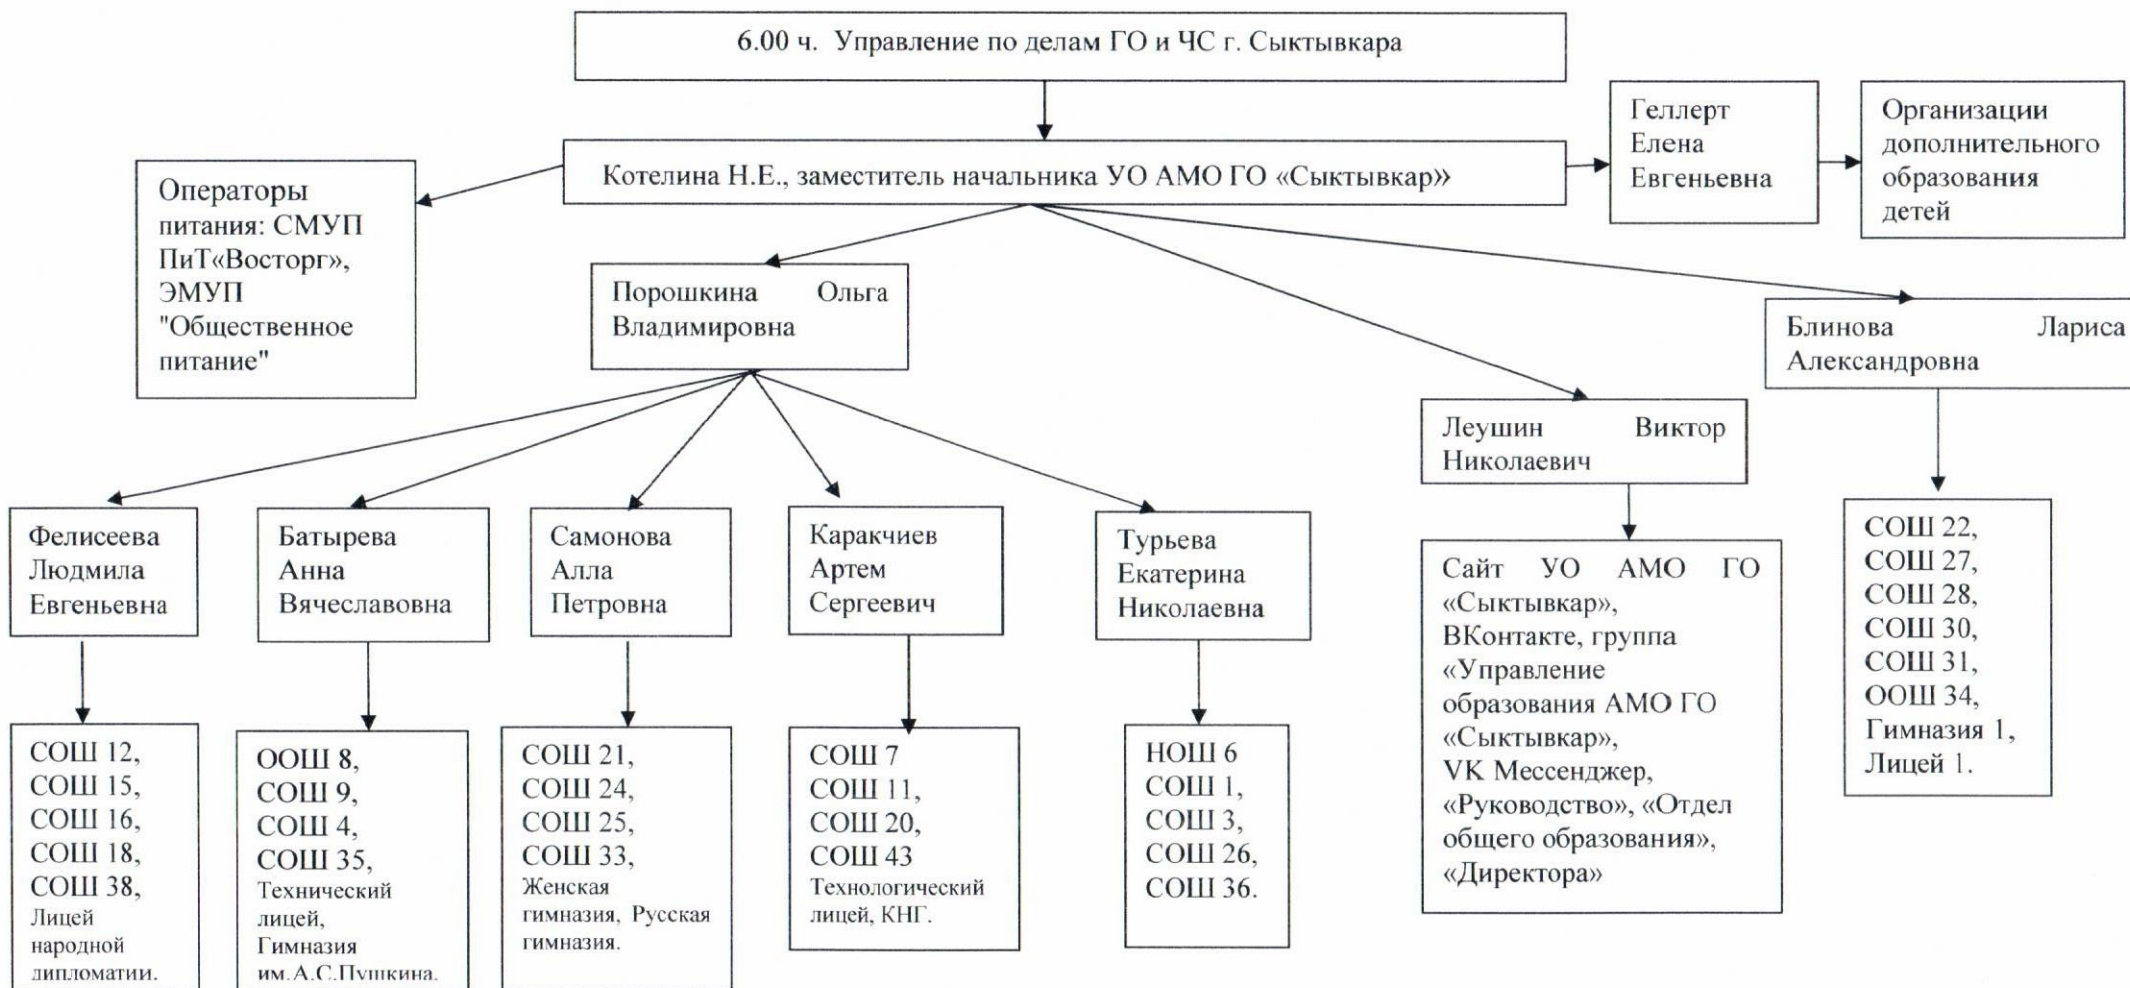 6.00 ч. Управление по делам ГО и ЧС г. Сыктывкара
Геллерт
Елена
Евгеньевна
Организации
дополнительного
образования
детей
Котелина Н.Е., заместитель начальника УО АМО ГО «Сыктывкар»
Операторы
питания: СМУП
ПиТ«Восторг»,
ЭМУП
"Общественное
питание"
Порошкина Ольга
Владимировна
Блинова Лариса
Александровна
Леушин Виктор
Николаевич
Фелисеева
Людмила
Евгеньевна
Батырева
Анна
Вячеславовна
Самонова
Алла
Петровна
Каракчиев
Артем
Сергеевич
Турьева
Екатерина
Николаевна
Сайт УО АМО ГО
«Сыктывкар»,
ВКонтакте, группа
«Управление
образования АМО ГО
«Сыктывкар»,
VK Мессенджер,
«Руководство», «Отдел
общего образования»,
«Директора»
СОШ 22,
СОШ 27,
СОШ 28,
СОШ 30,
СОШ 31,
ООШ 34,
Гимназия 1,
Лицей 1.
СОШ 12,
СОШ 15,
СОШ 16,
СОШ 18,
СОШ 38,
Лицей
народной
дипломатии.
ООШ 8,
СОШ 9,
СОШ 4,
СОШ 35,
Технический
лицей,
Гимназия
им.А.С.Пушкина.
СОШ 21,
СОШ 24,
СОШ 25,
СОШ 33,
Женская
гимназия, Русская
гимназия.
СОШ 7
СОШ 11,
СОШ 20,
СОШ 43
Технологический
лицей, КНГ.
НОШ 6
СОШ 1,
СОШ 3,
СОШ 26,
СОШ 36.